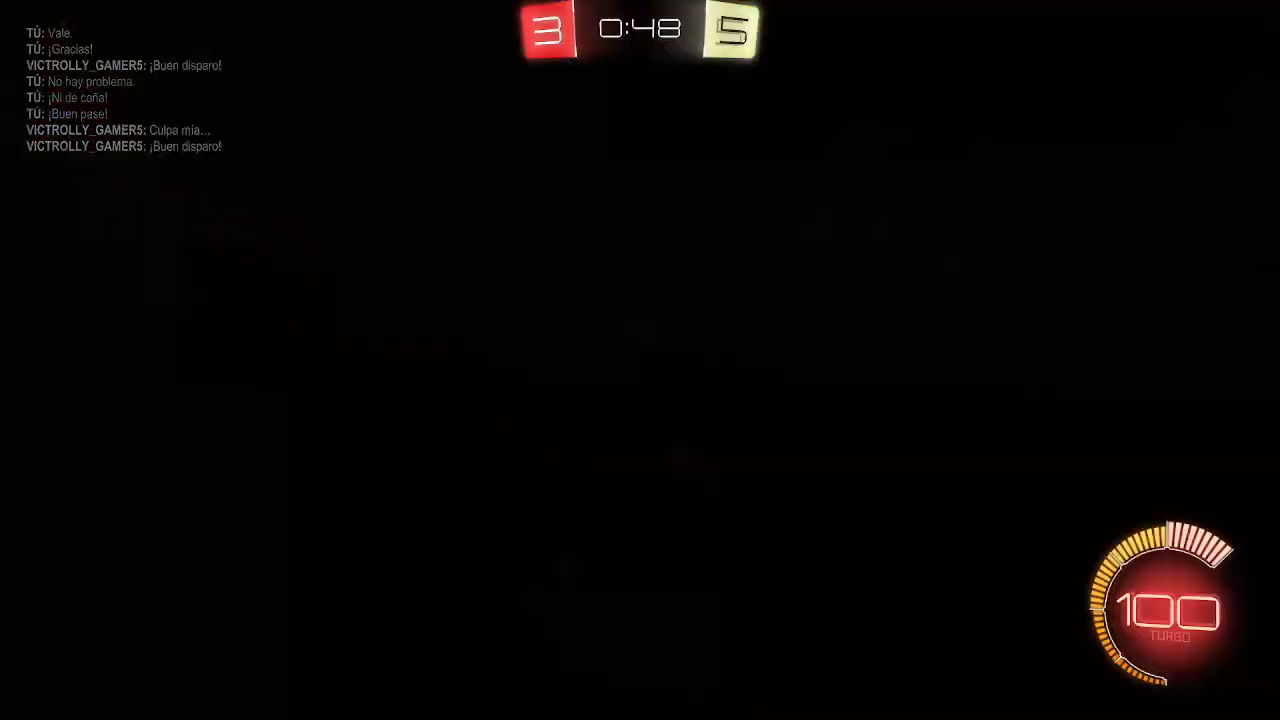 3 0:48 5
TÚ: Vale.
TÚ: ¡Gracias!
VICTROLLY_GAMER5: ¡Buen disparo!
TÚ: No hay problema.
TÚ: ¡Ni de coña!
TÚ: ¡Buen pase!
VICTROLLY_GAMER5: Culpa mía...
VICTROLLY_GAMER5: ¡Buen disparo!
100
TURBO